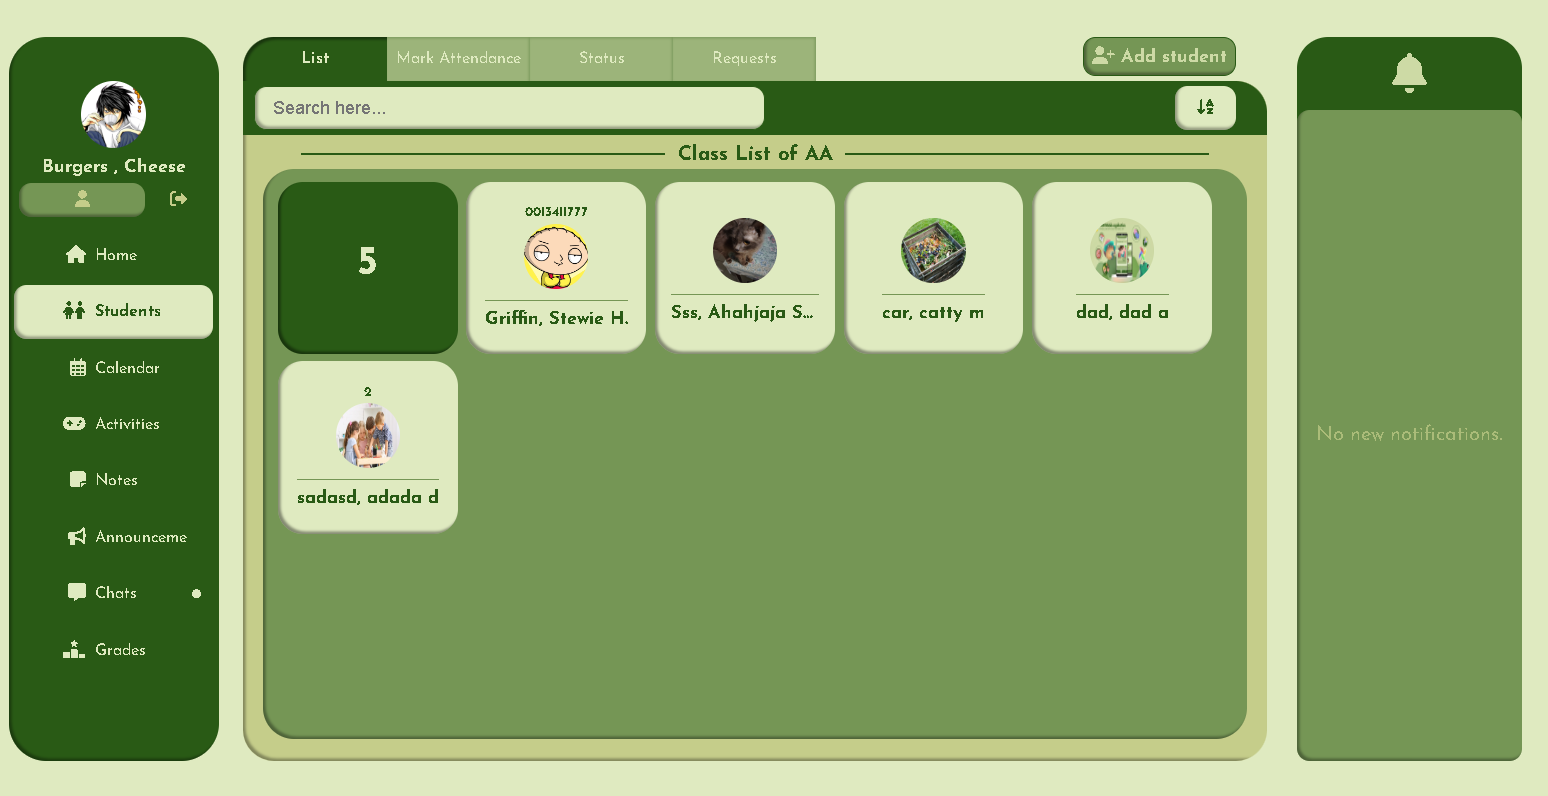 Burgers , Cheese
Home
Students
Calendar
Activities
Notes
Announceme
Chats
Grades
List
Mark Attendance
Status
Requests
Add student
Search here...
Class List of AA
5
0013411777
Griffin, Stewie H.
Sss, Ahahjaja S...
car, catty m
dad, dad a
2
sadasd, adada d
No new notifications.